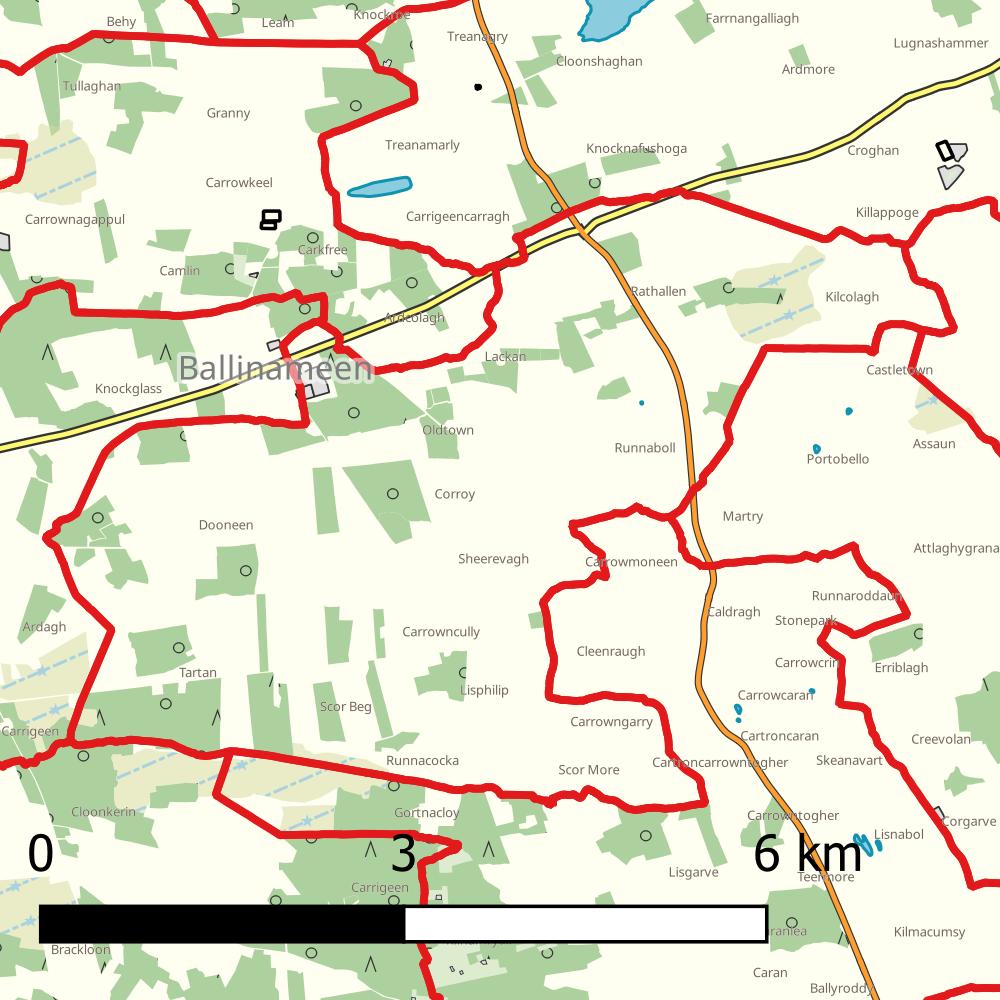 Behy
Leam
Knockroe
Farrnangalliagh
Treanagry
Lugnashammer
Cloonshaghan
Ardmore
Tullaghan
Granny
Treanamarly
Knocknafushoga
Croghan
Carrowkeel
Carrownagappul
Carrigeencarragh
Killappoge
Carkfree
Camlin
Rathallen
Kilcolagh
Ardcolagh
Lackan
Ballinameen
Castletown
Knockglass
Oldtown
Runnaboll
Assaun
Portobello
Corroy
Dooneen
Martry
Attlaghygrana
Sheerevagh
Carrowmoneen
Runnaroddaun
Caldragh
Stonepark
Ardagh
Carrowncully
Cleenraugh
Carrowcrin
Erriblagh
Tartan
Lisphilip
Carrowcaran
Scor Beg
Carrowngarry
Carrigeen
Cartroncaran
Creevolan
Runnacocka
Cartroncarrowntogher
Skeanavart
Scor More
Cloonkerin
Gortnacloy
Carrowntogher
Corgarve
Lisnabol
0 3 6 km
Lisgarve
Teermore
Carrigeen
Kilmacumsy
Brackloon
Caran
Ballyroddy